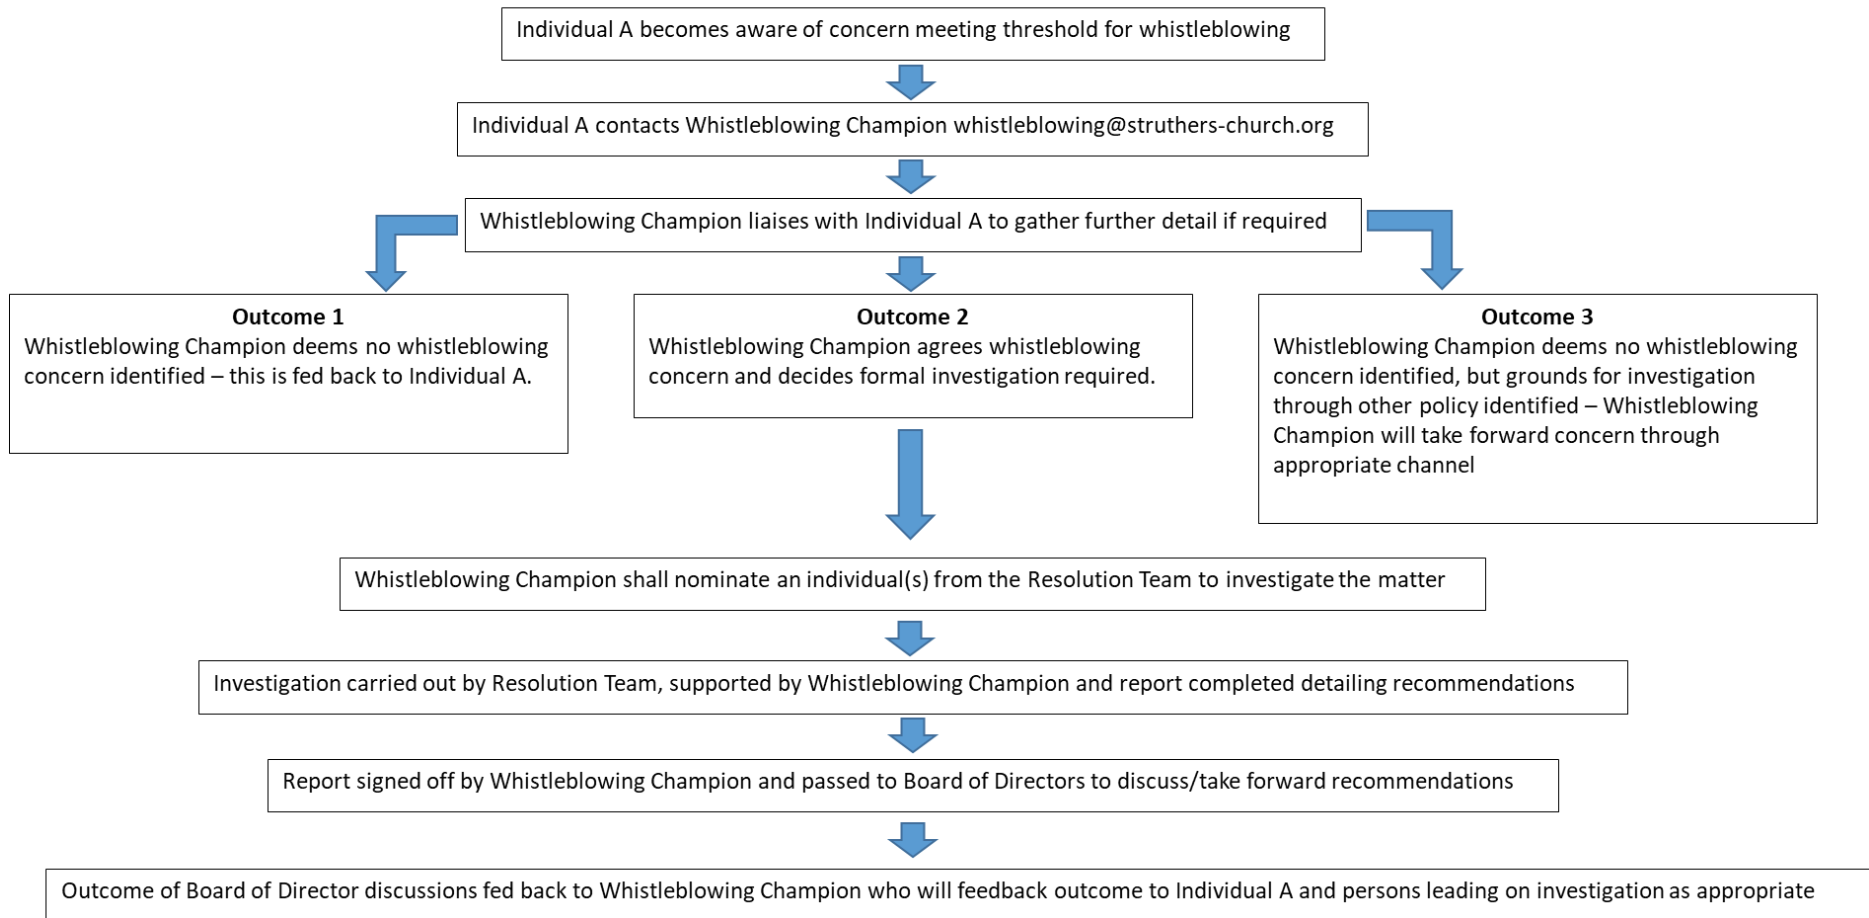 Individual A becomes aware of concern meeting threshold for whistleblowing
Individual A contacts Whistleblowing Champion whistleblowing@struthers-church.org
Whistleblowing Champion liaises with Individual A to gather further detail if required
Outcome 1
Whistleblowing Champion deems no whistleblowing
concern identified – this is fed back to Individual A.
Outcome 2
Whistleblowing Champion agrees whistleblowing
concern and decides formal investigation required.
Outcome 3
Whistleblowing Champion deems no whistleblowing
concern identified, but grounds for investigation
through other policy identified – Whistleblowing
Champion will take forward concern through
appropriate channel
Whistleblowing Champion shall nominate an individual(s) from the Resolution Team to investigate the matter
Investigation carried out by Resolution Team, supported by Whistleblowing Champion and report completed detailing recommendations
Report signed off by Whistleblowing Champion and passed to Board of Directors to discuss/take forward recommendations
Outcome of Board of Director discussions fed back to Whistleblowing Champion who will feedback outcome to Individual A and persons leading on investigation as appropriate